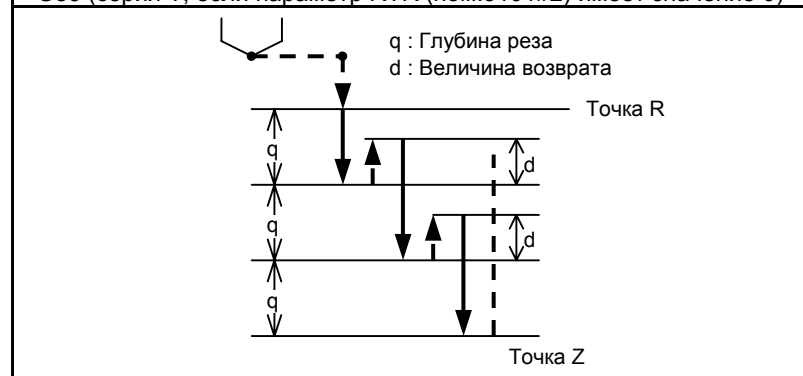 q : Глубина реза
d : Величина возврата
Точка R
q
d
q
d
q
Точка Z